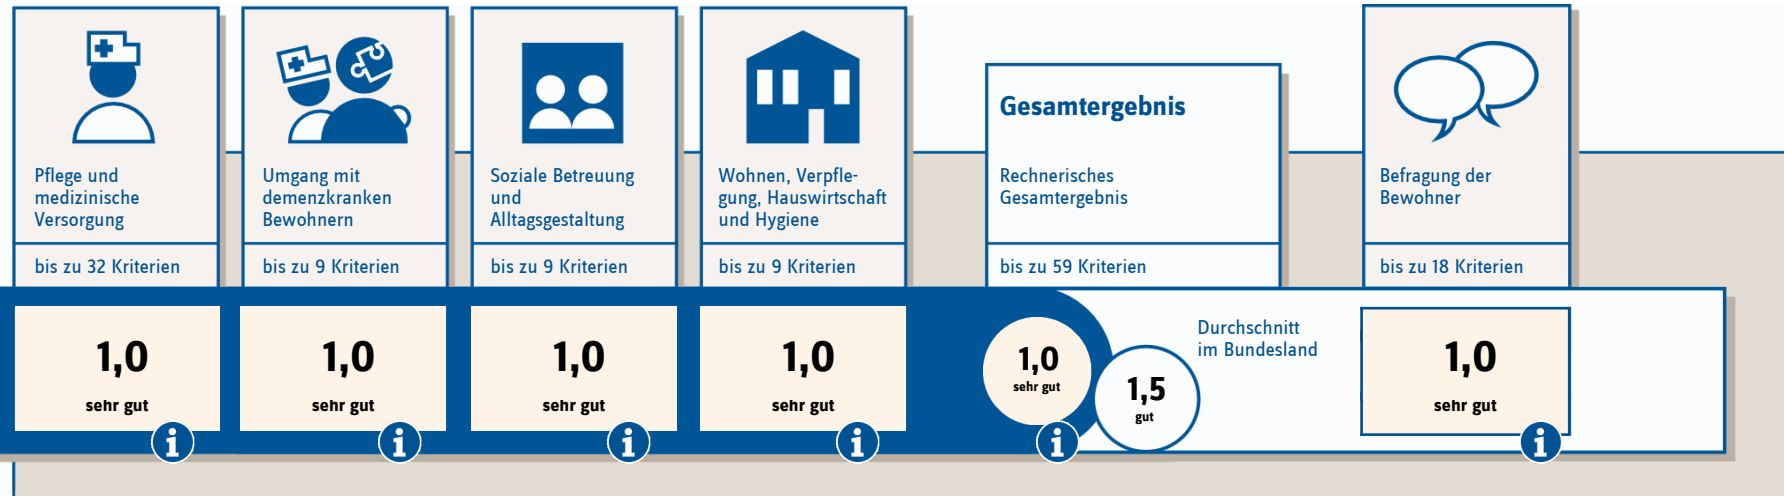 Pflege und
medizinische
Versorgung
bis zu 32 Kriterien
1,0
sehr gut
Umgang mit
demenzkranken
Bewohnern
bis zu 9 Kriterien
1,0
sehr gut
Soziale Betreuung
und
Alltagsgestaltung
bis zu 9 Kriterien
1,0
sehr gut
Wohnen, Verpfle-
gung, Hauswirtschaft
und Hygiene
bis zu 9 Kriterien
1,0
sehr gut
Gesamtergebnis
Rechnerisches
Gesamtergebnis
bis zu 59 Kriterien
1,0
sehr gut
1,5
gut
Durchschnitt
im Bundesland
Befragung der
Bewohner
bis zu 18 Kriterien
1,0
sehr gut